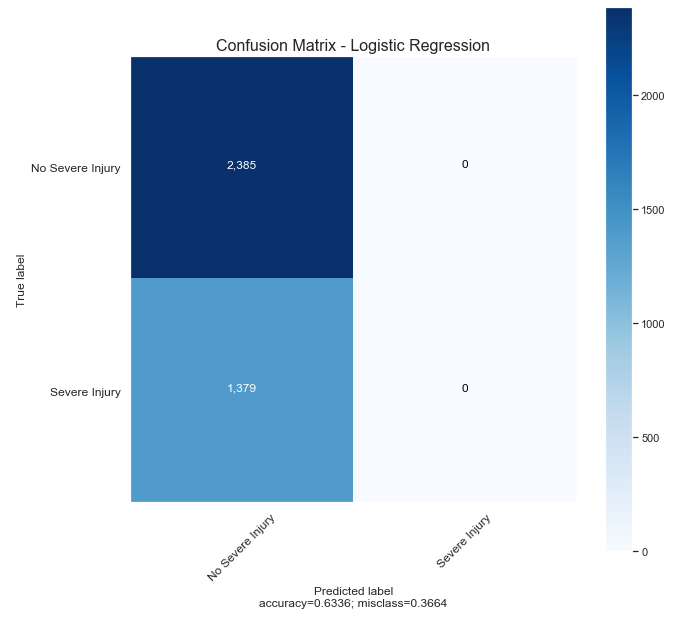 Confusion Matrix - Logistic Regression
True label
No Severe Injury
Severe Injury
2,385
0
1,379
0
No Severe Injury
Severe Injury
Predicted label
accuracy=0.6336; misclass=0.3664
2000
1500
1000
500
0